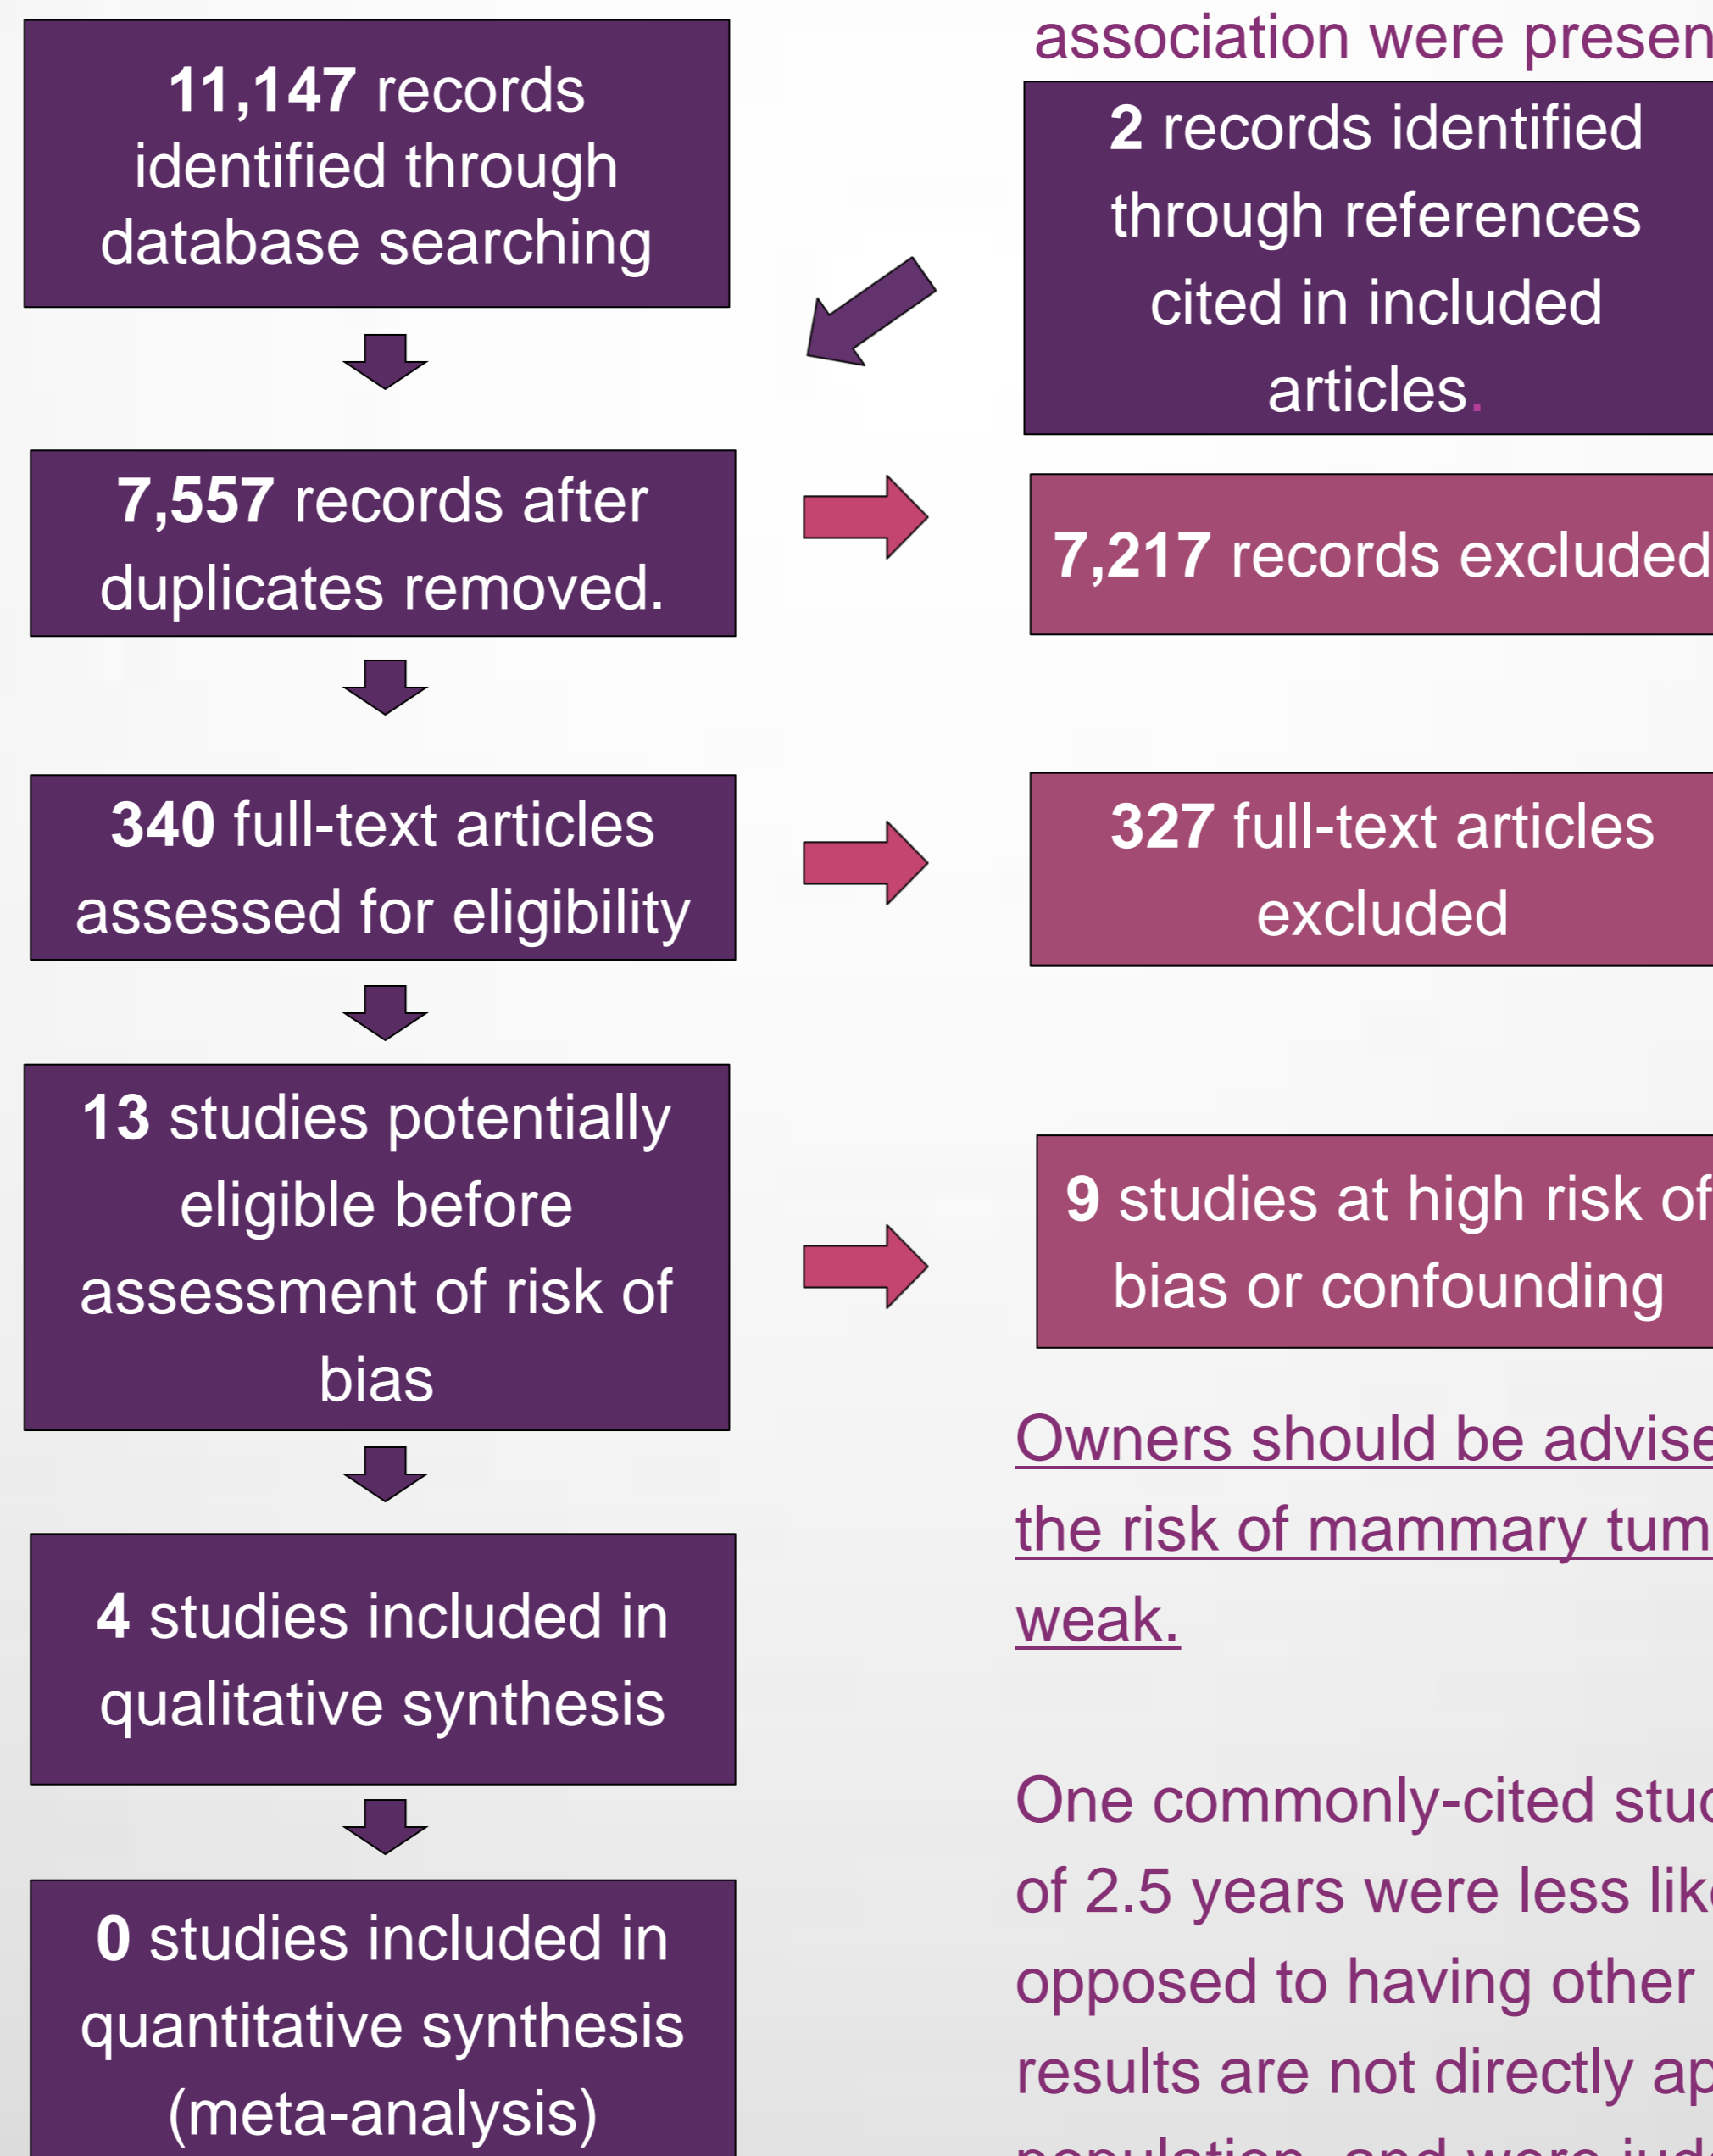 11,147 records
identified through
database searching
association were presen
2 records identified
through references
cited in included
articles.
7,557 records after
duplicates removed.
7,217 records excluded
340 full-text articles
assessed for eligibility
327 full-text articles
excluded
13 studies potentially
eligible before
assessment of risk of
bias
9 studies at high risk of
bias or confounding
4 studies included in
qualitative synthesis
0 studies included in
quantitative synthesis
(meta-analysis)
Owners should be advise
the risk of mammary tum
weak.
One commonly-cited stu
of 2.5 years were less lik
opposed to having other
results are not directly ap
population, and were jud